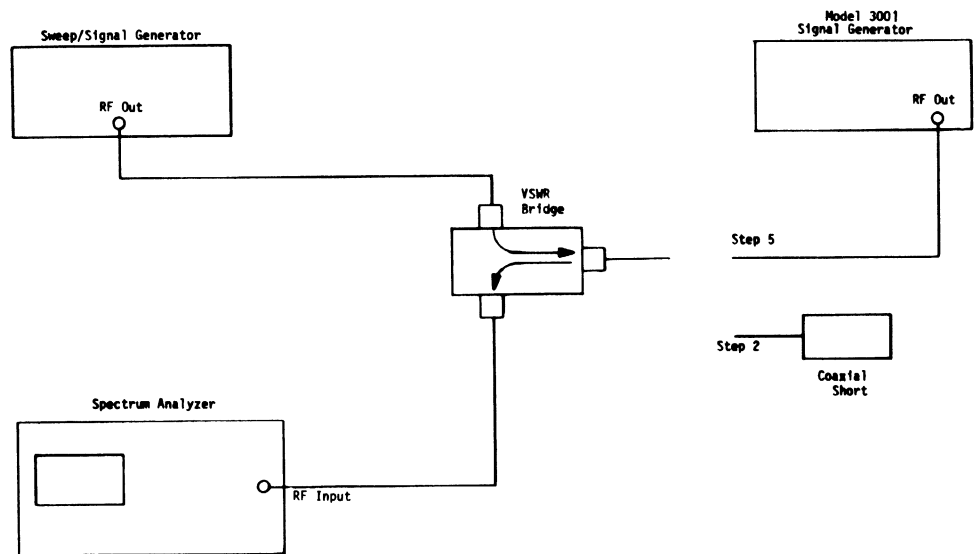 Model 3001
Signal Generator
Sweep/Signal Generator
RF Out
RF Out
VSWR
Bridge
Step 5
Step 2
Coaxial
Short
Spectrum Analyzer
RF Input